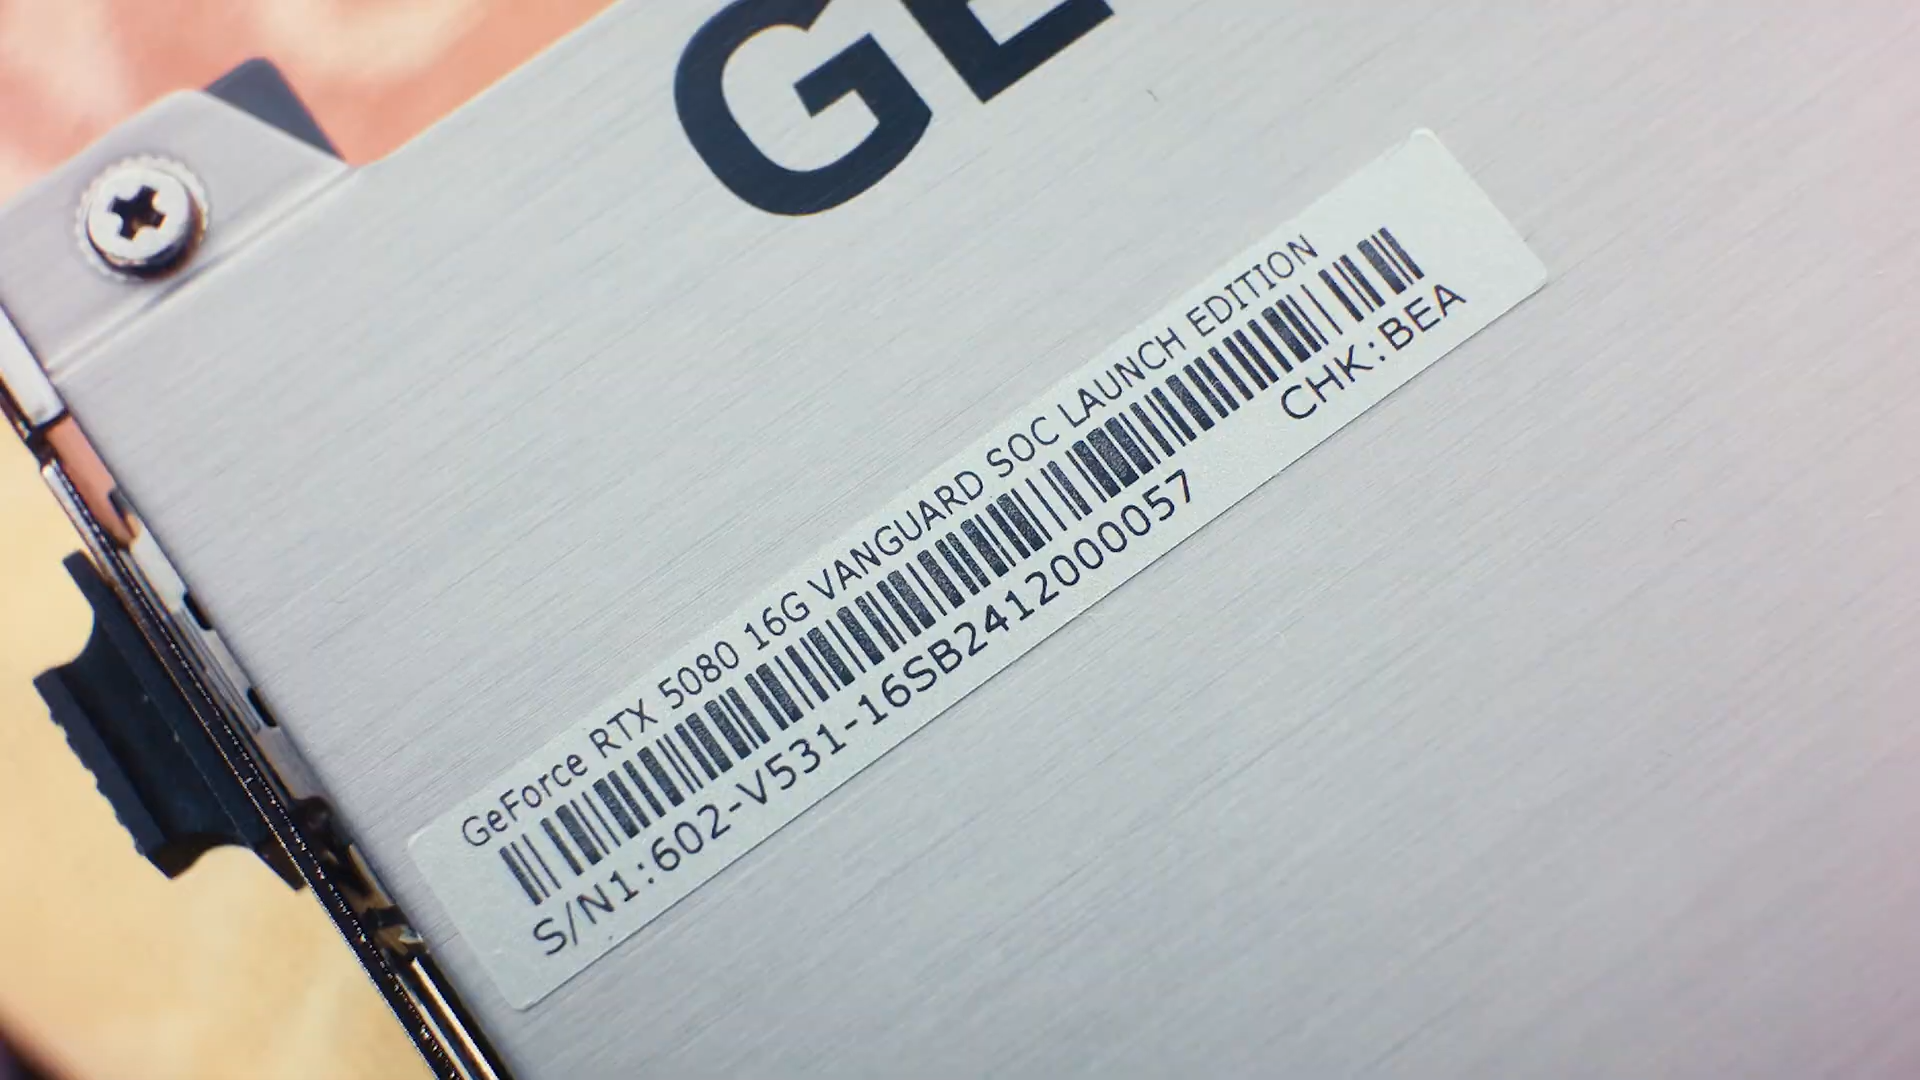 GE
GeForce RTX 5080 16G VANGUARD SOC LAUNCH EDITION
S/N1:602-V531-16SB2412000057
CHK:BEA